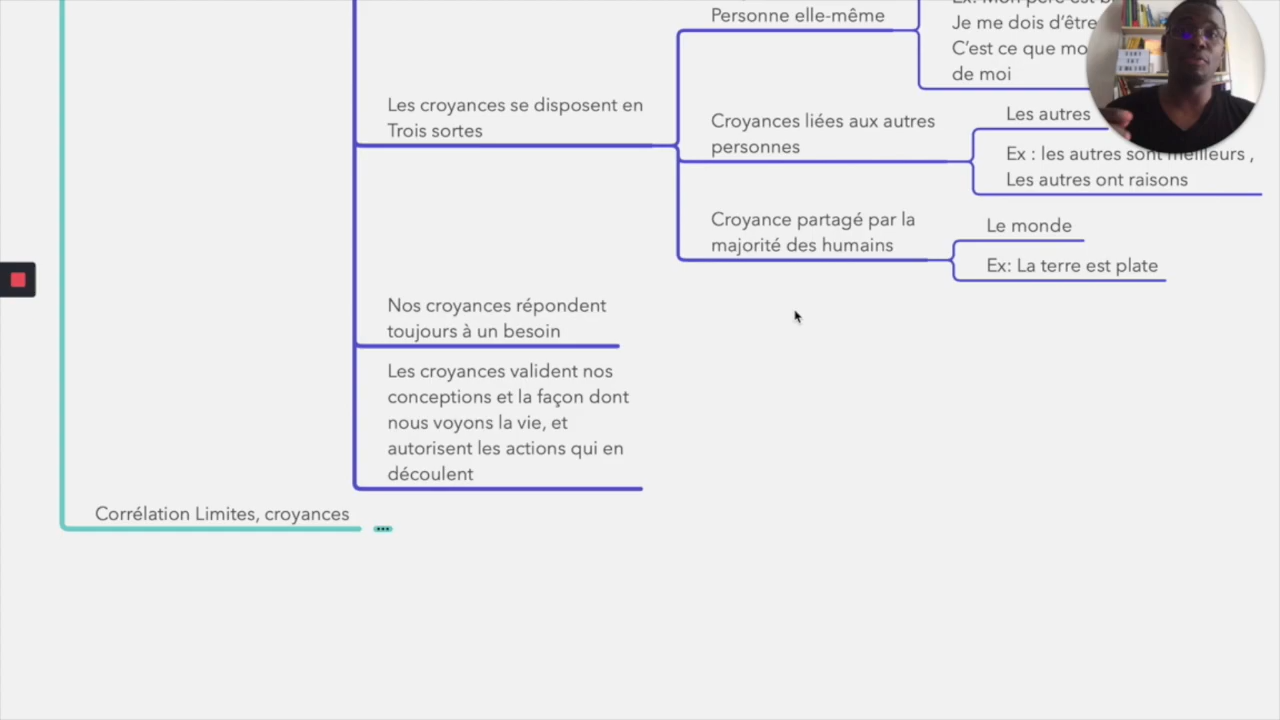 Personne elle-même
Ex: Mon père est
Je me dois d'être
C'est ce que
de moi
Les croyances se disposent en
Trois sortes
Croyances liées aux autres
personnes
Les autres
Ex : les autres sont meilleurs ,
Les autres ont raisons
Croyance partagé par la
majorité des humains
Le monde
Ex: La terre est plate
Nos croyances répondent
toujours à un besoin
Les croyances valident nos
conceptions et la façon dont
nous voyons la vie, et
autorisent les actions qui en
découlent
Corrélation Limites, croyances